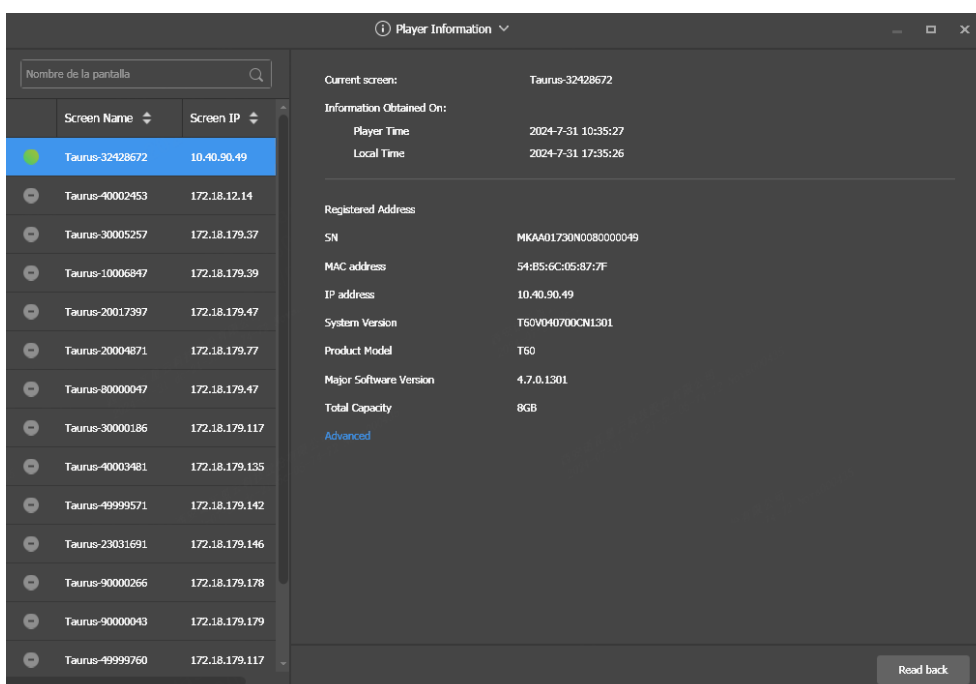 Player Information
Nombre de la pantalla
Screen Name Screen IP
Taurus-32428672 10.40.90.49
Taurus-40002453 172.18.12.14
Taurus-30005257 172.18.179.37
Taurus-10006847 172.18.179.39
Taurus-20017397 172.18.179.47
Taurus-20004871 172.18.179.77
Taurus-80000047 172.18.179.47
Taurus-30000186 172.18.179.117
Taurus-40003481 172.18.179.135
Taurus-49999571 172.18.179.142
Taurus-23031691 172.18.179.146
Taurus-90000266 172.18.179.178
Taurus-90000043 172.18.179.179
Taurus-49999760 172.18.179.117
Current screen: Taurus-32428672
Information Obtained On:
Player Time 2024-7-31 10:35:27
Local Time 2024-7-31 17:35:26
Registered Address
SN MKAA01730N0080000049
MAC address 54:B5:6C:05:87:7F
IP address 10.40.90.49
System Version T60V040700CN1301
Product Model T60
Major Software Version 4.7.0.1301
Total Capacity 8GB
Advanced
Read back